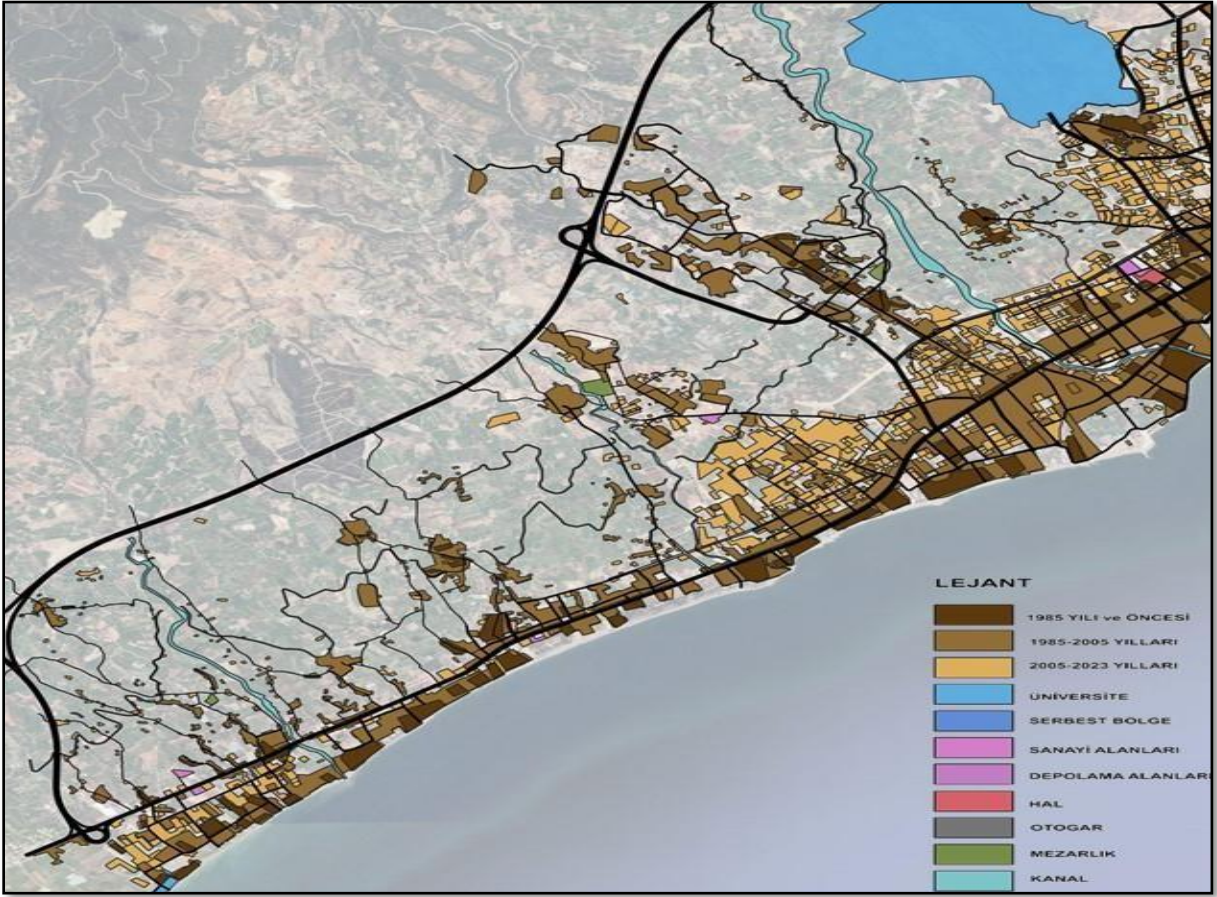 LEJANT
1985 YILI ve ÖNCESİ
1985-2005 YILLARI
2005-2023 YILLARI
ÜNİVERSİTE
SERBEST BÖLGE
SANAYİ ALANLARI
DEPOLAMA ALANLARI
HAL
OTOGAR
MEZARLIK
KANAL